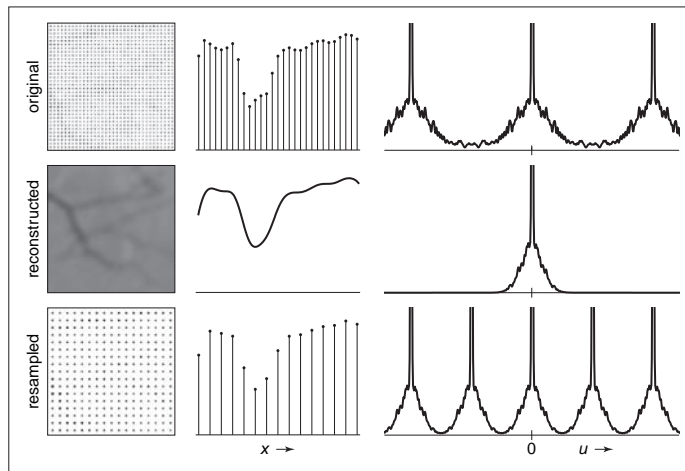 original
reconstructed
resampled
x →
0
u →